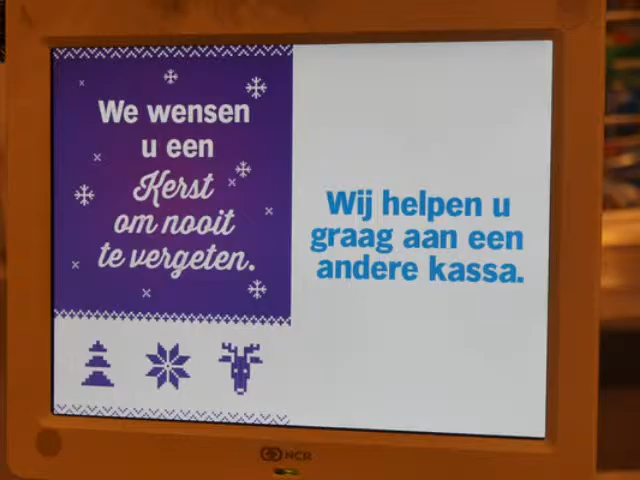 We wensen
u een
Kerst
om nooit
te vergeten.
Wij helpen u
graag aan een
andere kassa.
NCR